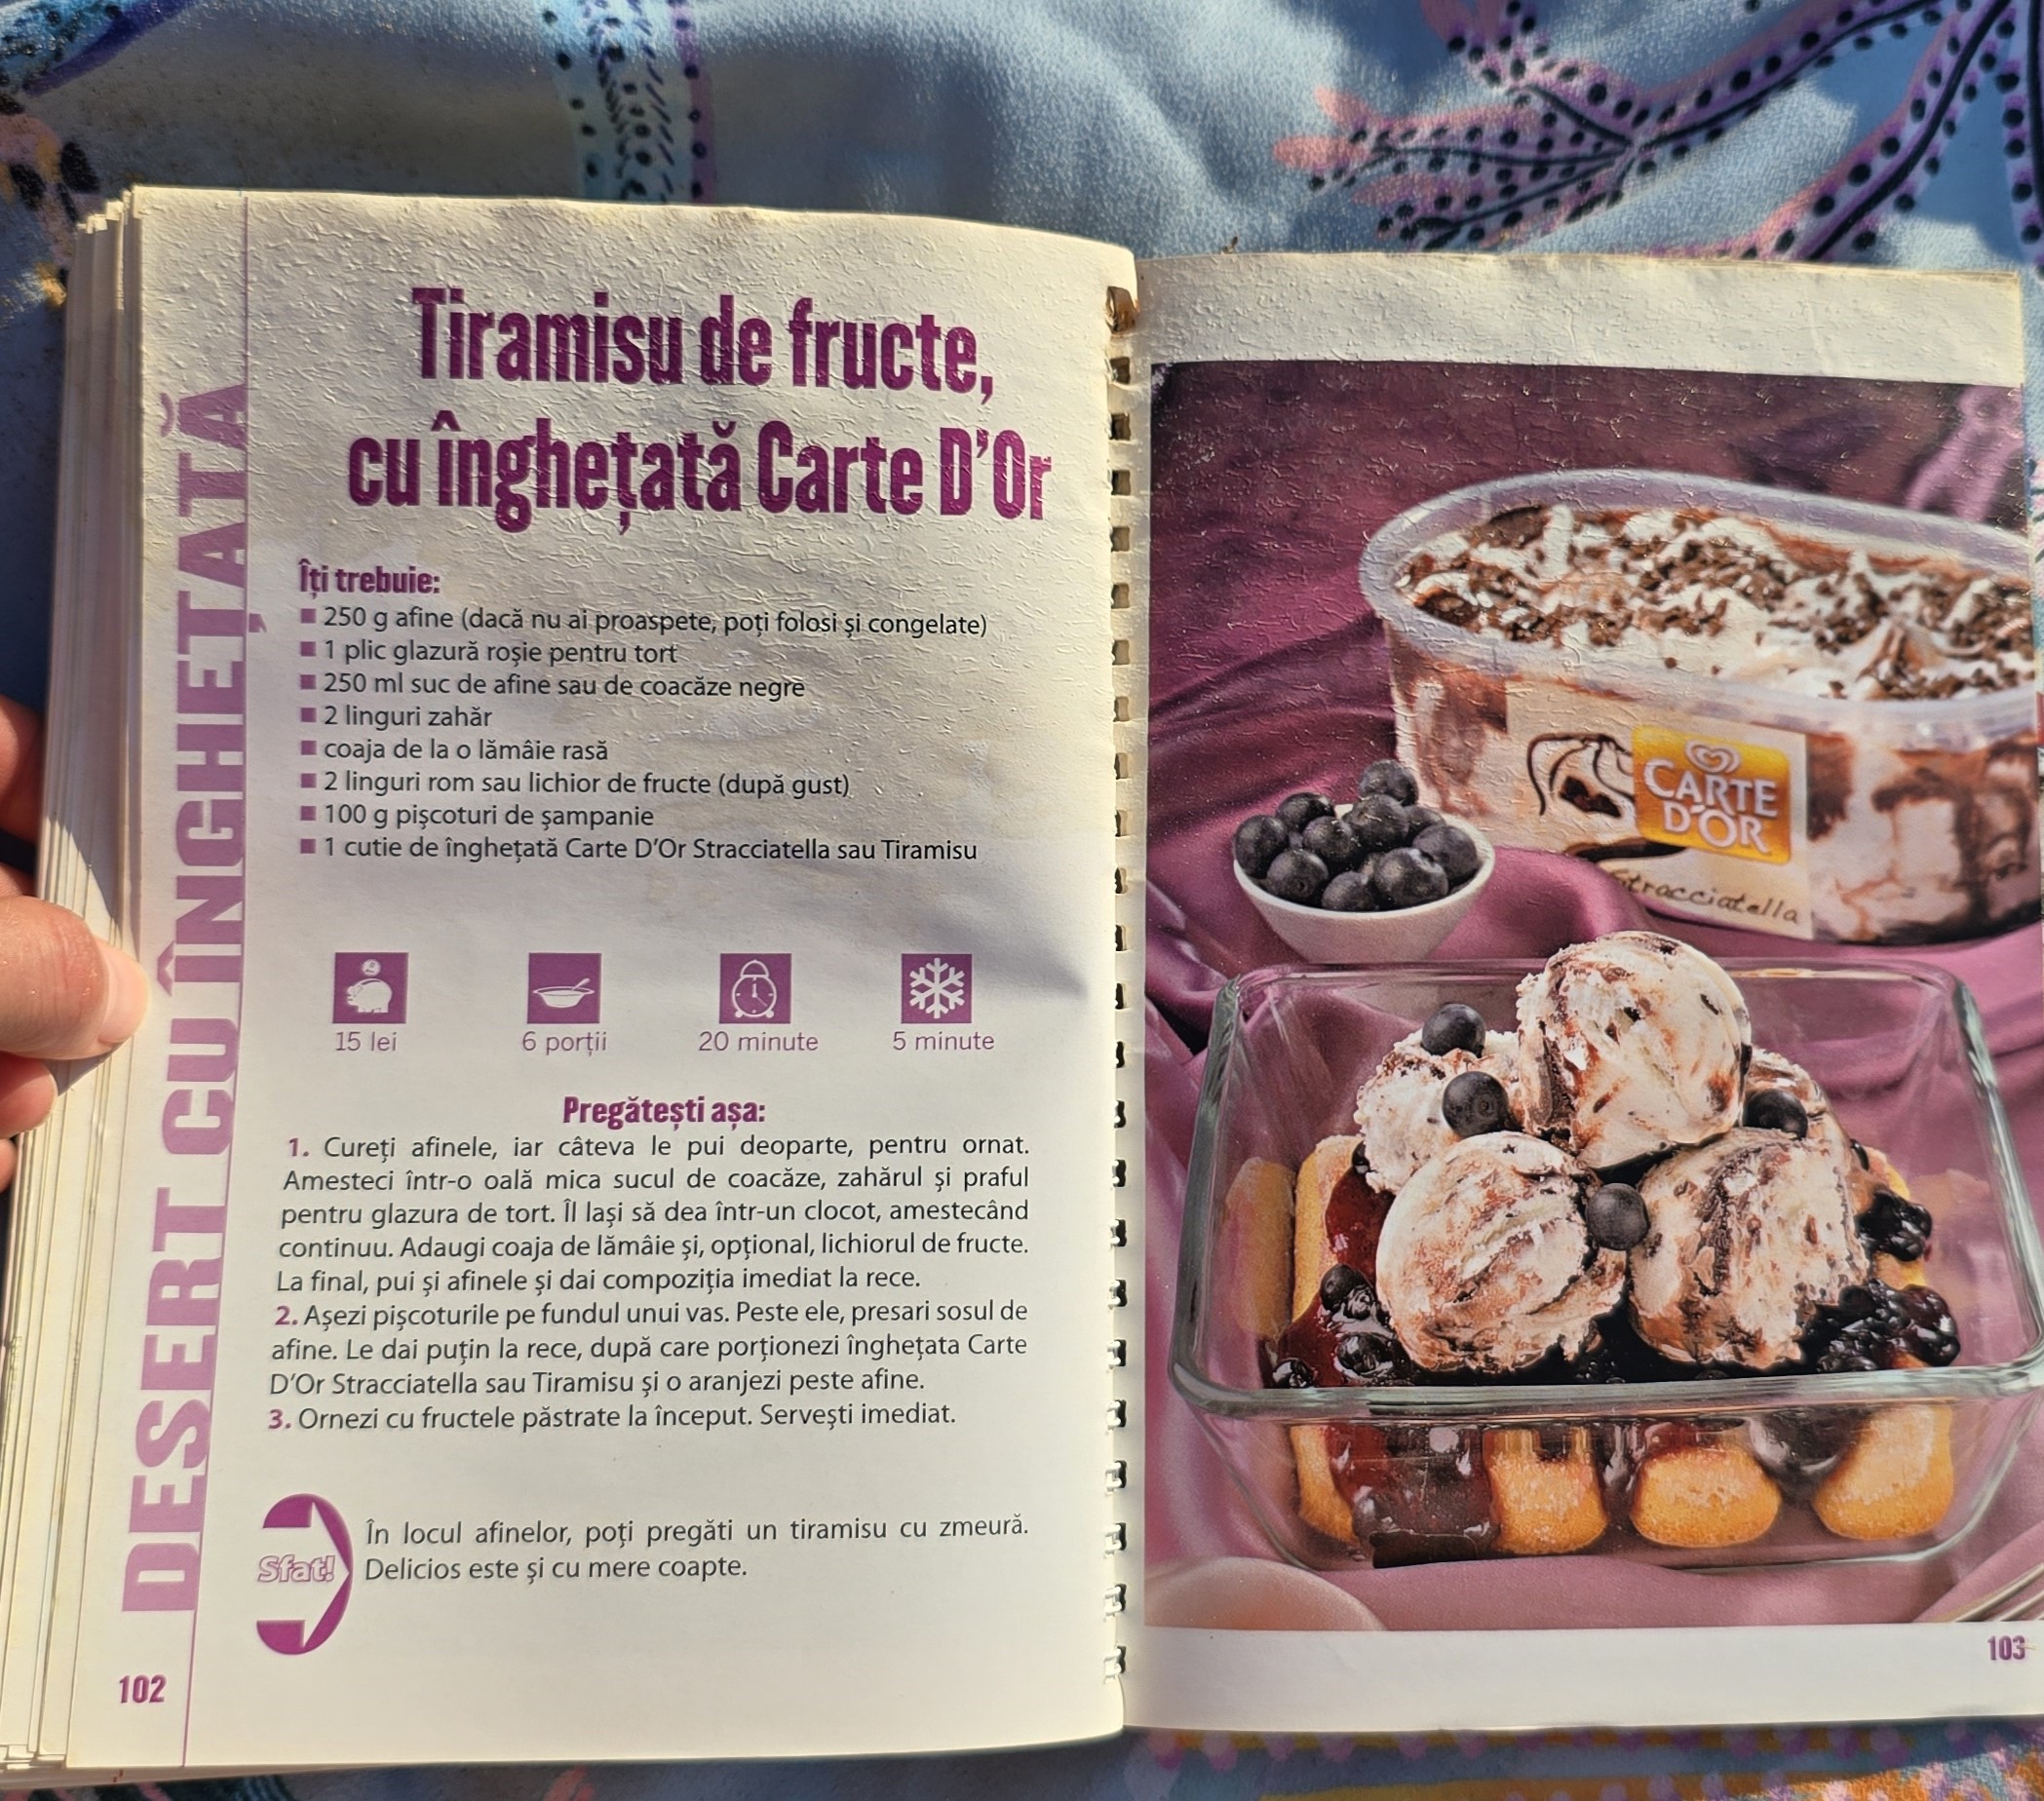 DESERT CU ÎNGHEȚATĂ
Tiramisu de fructe,
cu înghețată Carte D'Or
Îți trebuie:
■ 250 g afine (dacă nu ai proaspete, poți folosi și congelate)
■ 1 plic glazură roșie pentru tort
■ 250 ml suc de afine sau de coacăze negre
■ 2 linguri zahăr
■ coaja de la o lămâie rasă
■ 2 linguri rom sau lichior de fructe (după gust)
■ 100 g pișcoturi de șampanie
■ 1 cutie de înghețată Carte D'Or Stracciatella sau Tiramisu
15 lei 6 porții 20 minute 5 minute
Pregătești așa:
1. Cureți afinele, iar câteva le pui deoparte, pentru ornat.
Amesteci într-o oală mica sucul de coacăze, zahărul și praful
pentru glazura de tort. Îl lași să dea într-un clocot, amestecând
continuu. Adaugi coaja de lămâie și, opțional, lichiorul de fructe.
La final, pui și afinele și dai compoziția imediat la rece.
2. Așezi pișcoturile pe fundul unui vas. Peste ele, presari sosul de
afine. Le dai puțin la rece, după care porționezi înghețata Carte
D'Or Stracciatella sau Tiramisu și o aranjezi peste afine.
3. Ornezi cu fructele păstrate la început. Servești imediat.
Sfat!
În locul afinelor, poți pregăti un tiramisu cu zmeură.
Delicios este și cu mere coapte.
102
CARTE
D'OR
Stracciatella
103